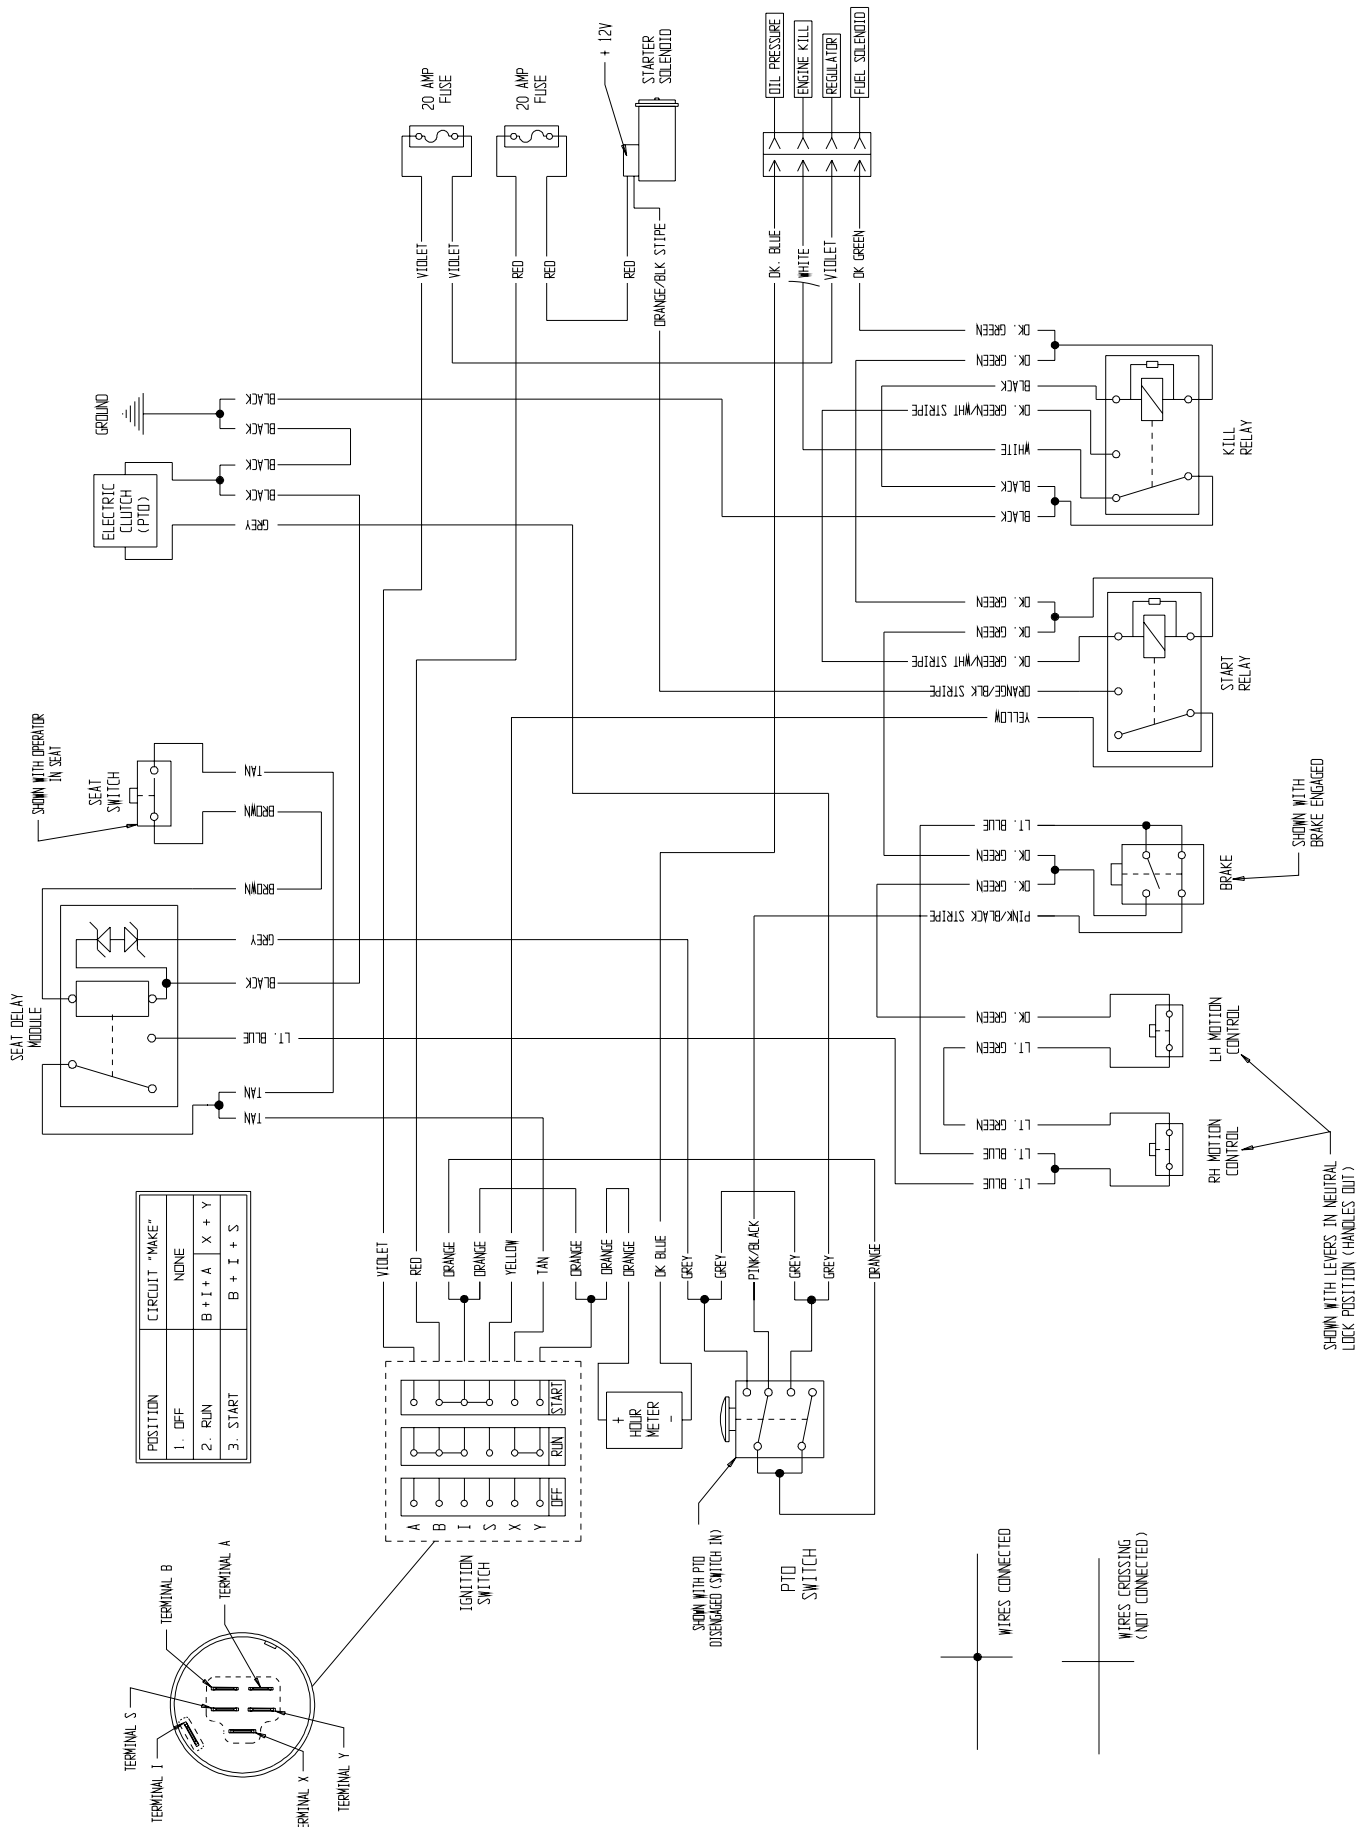 20 AMP
FUSE
20 AMP
FUSE
+ 12V
STARTER
SOLENOID
OIL PRESSURE
ENGINE KILL
REGULATOR
FUEL SOLENOID
VIOLET
VIOLET
RED
RED
RED
ORANGE/BLK STIPE
DK. BLUE
WHITE
VIOLET
DK GREEN
GROUND
BLACK
BLACK
BLACK
BLACK
GREY
ELECTRIC
CLUTCH
(PTO)
DK. GREEN
DK. GREEN
BLACK
DK. GREEN/WHT STRIPE
WHITE
BLACK
BLACK
KILL
RELAY
DK. GREEN
DK. GREEN
DK. GREEN/WHT STRIPE
ORANGE/BLK STRIPE
YELLOW
START
RELAY
SHOWN WITH OPERATOR
IN SEAT
SEAT
SWITCH
TAN
BROWN
BROWN
GREY
BLACK
LT. BLUE
TAN
TAN
SEAT DELAY
MODULE
LT. BLUE
DK. GREEN
DK. GREEN
PINK/BLACK STRIPE
BRAKE
SHOWN WITH
BRAKE ENGAGED
DK. GREEN
LT. GREEN
LH MOTION
CONTROL
LT. GREEN
LT. BLUE
LT. BLUE
RH MOTION
CONTROL
SHOWN WITH LEVERS IN NEUTRAL
LOCK POSITION (HANDLES OUT)
POSITION CIRCUIT "MAKE"
1. OFF NONE
2. RUN B+I+A X + Y
3. START B + I + S
VIOLET
RED
ORANGE
ORANGE
YELLOW
TAN
ORANGE
ORANGE
ORANGE
DK BLUE
GREY
GREY
PINK/BLACK
GREY
GREY
ORANGE
START
RUN
OFF
A
B
I
S
X
Y
IGNITION
SWITCH
+
HOUR
METER
-
SHOWN WITH PTO
DISENGAGED (SWITCH IN)
PTO
SWITCH
TERMINAL B
TERMINAL A
TERMINAL S
TERMINAL I
ERMINAL X
TERMINAL Y
WIRES CONNECTED
WIRES CROSSING
(NOT CONNECTED)